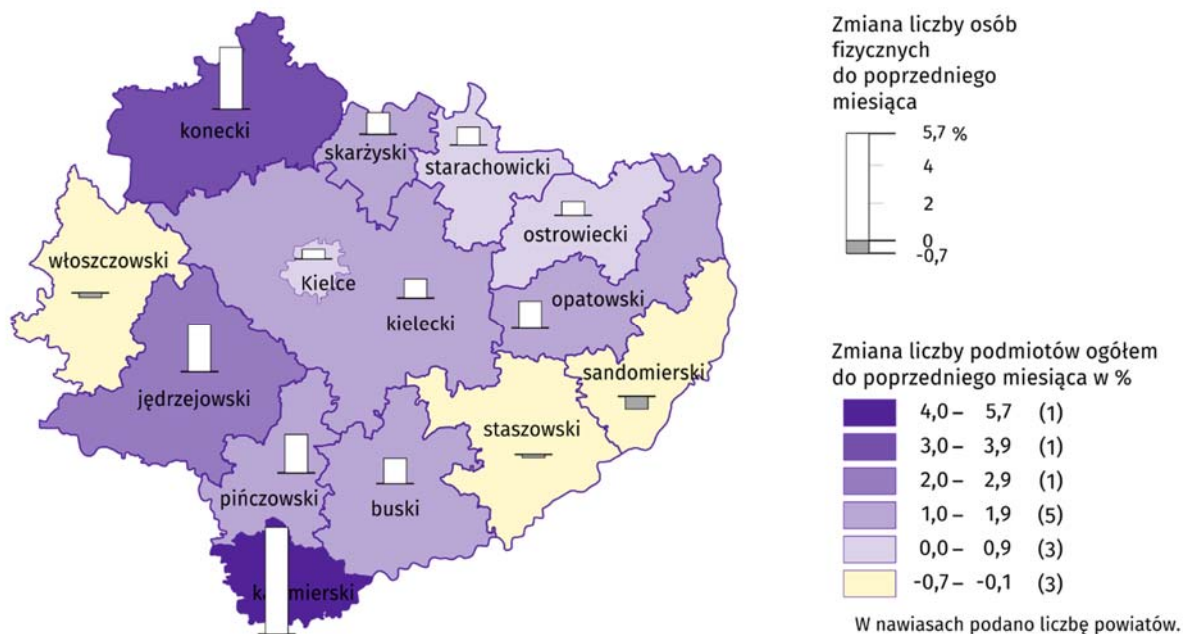 konecki
skarżyski
starachowicki
ostrowiecki
włoszczowski
Kielce
kielecki
opatowski
jędrzejowski
sandomierski
staszowski
pińczowski
buski
Zmiana liczby osób
fizycznych
do poprzedniego
miesiąca
5,7 %
4
2
0
-0,7
Zmiana liczby podmiotów ogółem
do poprzedniego miesiąca w %
4,0 – 5,7 (1)
3,0 – 3,9 (1)
2,0 – 2,9 (1)
1,0 – 1,9 (5)
0,0 – 0,9 (3)
-0,7 – -0,1 (3)
W nawiasach podano liczbę powiatów.